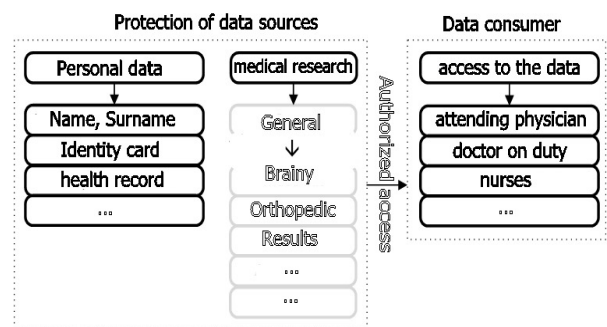 Protection of data sources
Data consumer
Personal data
Name, Surname
Identity card
health record
...
medical research
General
Brainy
Orthopedic
Results
...
...
Authorized access
access to the data
attending physician
doctor on duty
nurses
...